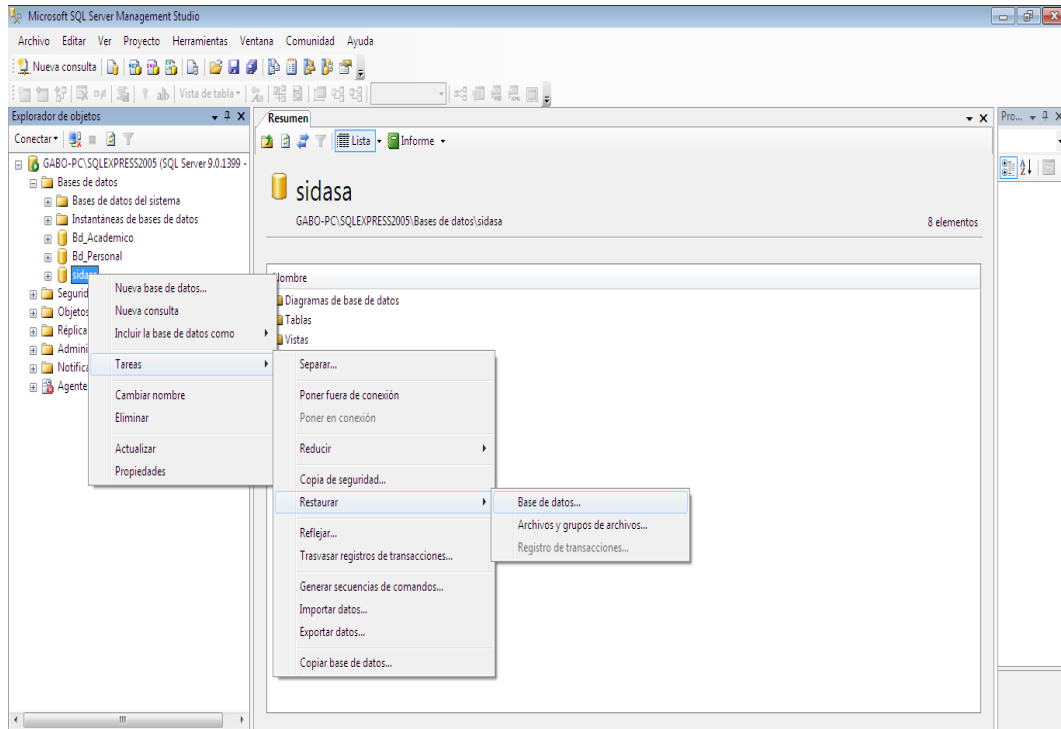 Microsoft SQL Server Management Studio
Archivo Editar Ver Proyecto Herramientas Ventana Comunidad Ayuda
Nueva consulta
Vista de tabla
Explorador de objetos
Conectar
GABO-PC\SQLEXPRESS2005 (SQL Server 9.0.1399 -
Bases de datos
Bases de datos del sistema
Instantáneas de bases de datos
Bd_Academico
Bd_Personal
Segurid
Objetos
Réplica
Admini
Notifica
Agente
Nueva base de datos...
Nueva consulta
Incluir la base de datos como
Tareas
Cambiar nombre
Eliminar
Actualizar
Propiedades
Separar...
Poner fuera de conexión
Poner en conexión
Reducir
Copia de seguridad...
Restaurar
Reflejar...
Trasvasar registros de transacciones...
Generar secuencias de comandos...
Importar datos...
Exportar datos...
Copiar base de datos...
Base de datos...
Archivos y grupos de archivos...
Registro de transacciones...
Resumen
Lista Informe
sidasa
GABO-PC\SQLEXPRESS2005\Bases de datos\sidasa
8 elementos
Nombre
Diagramas de base de datos
Tablas
Vistas
Pro...